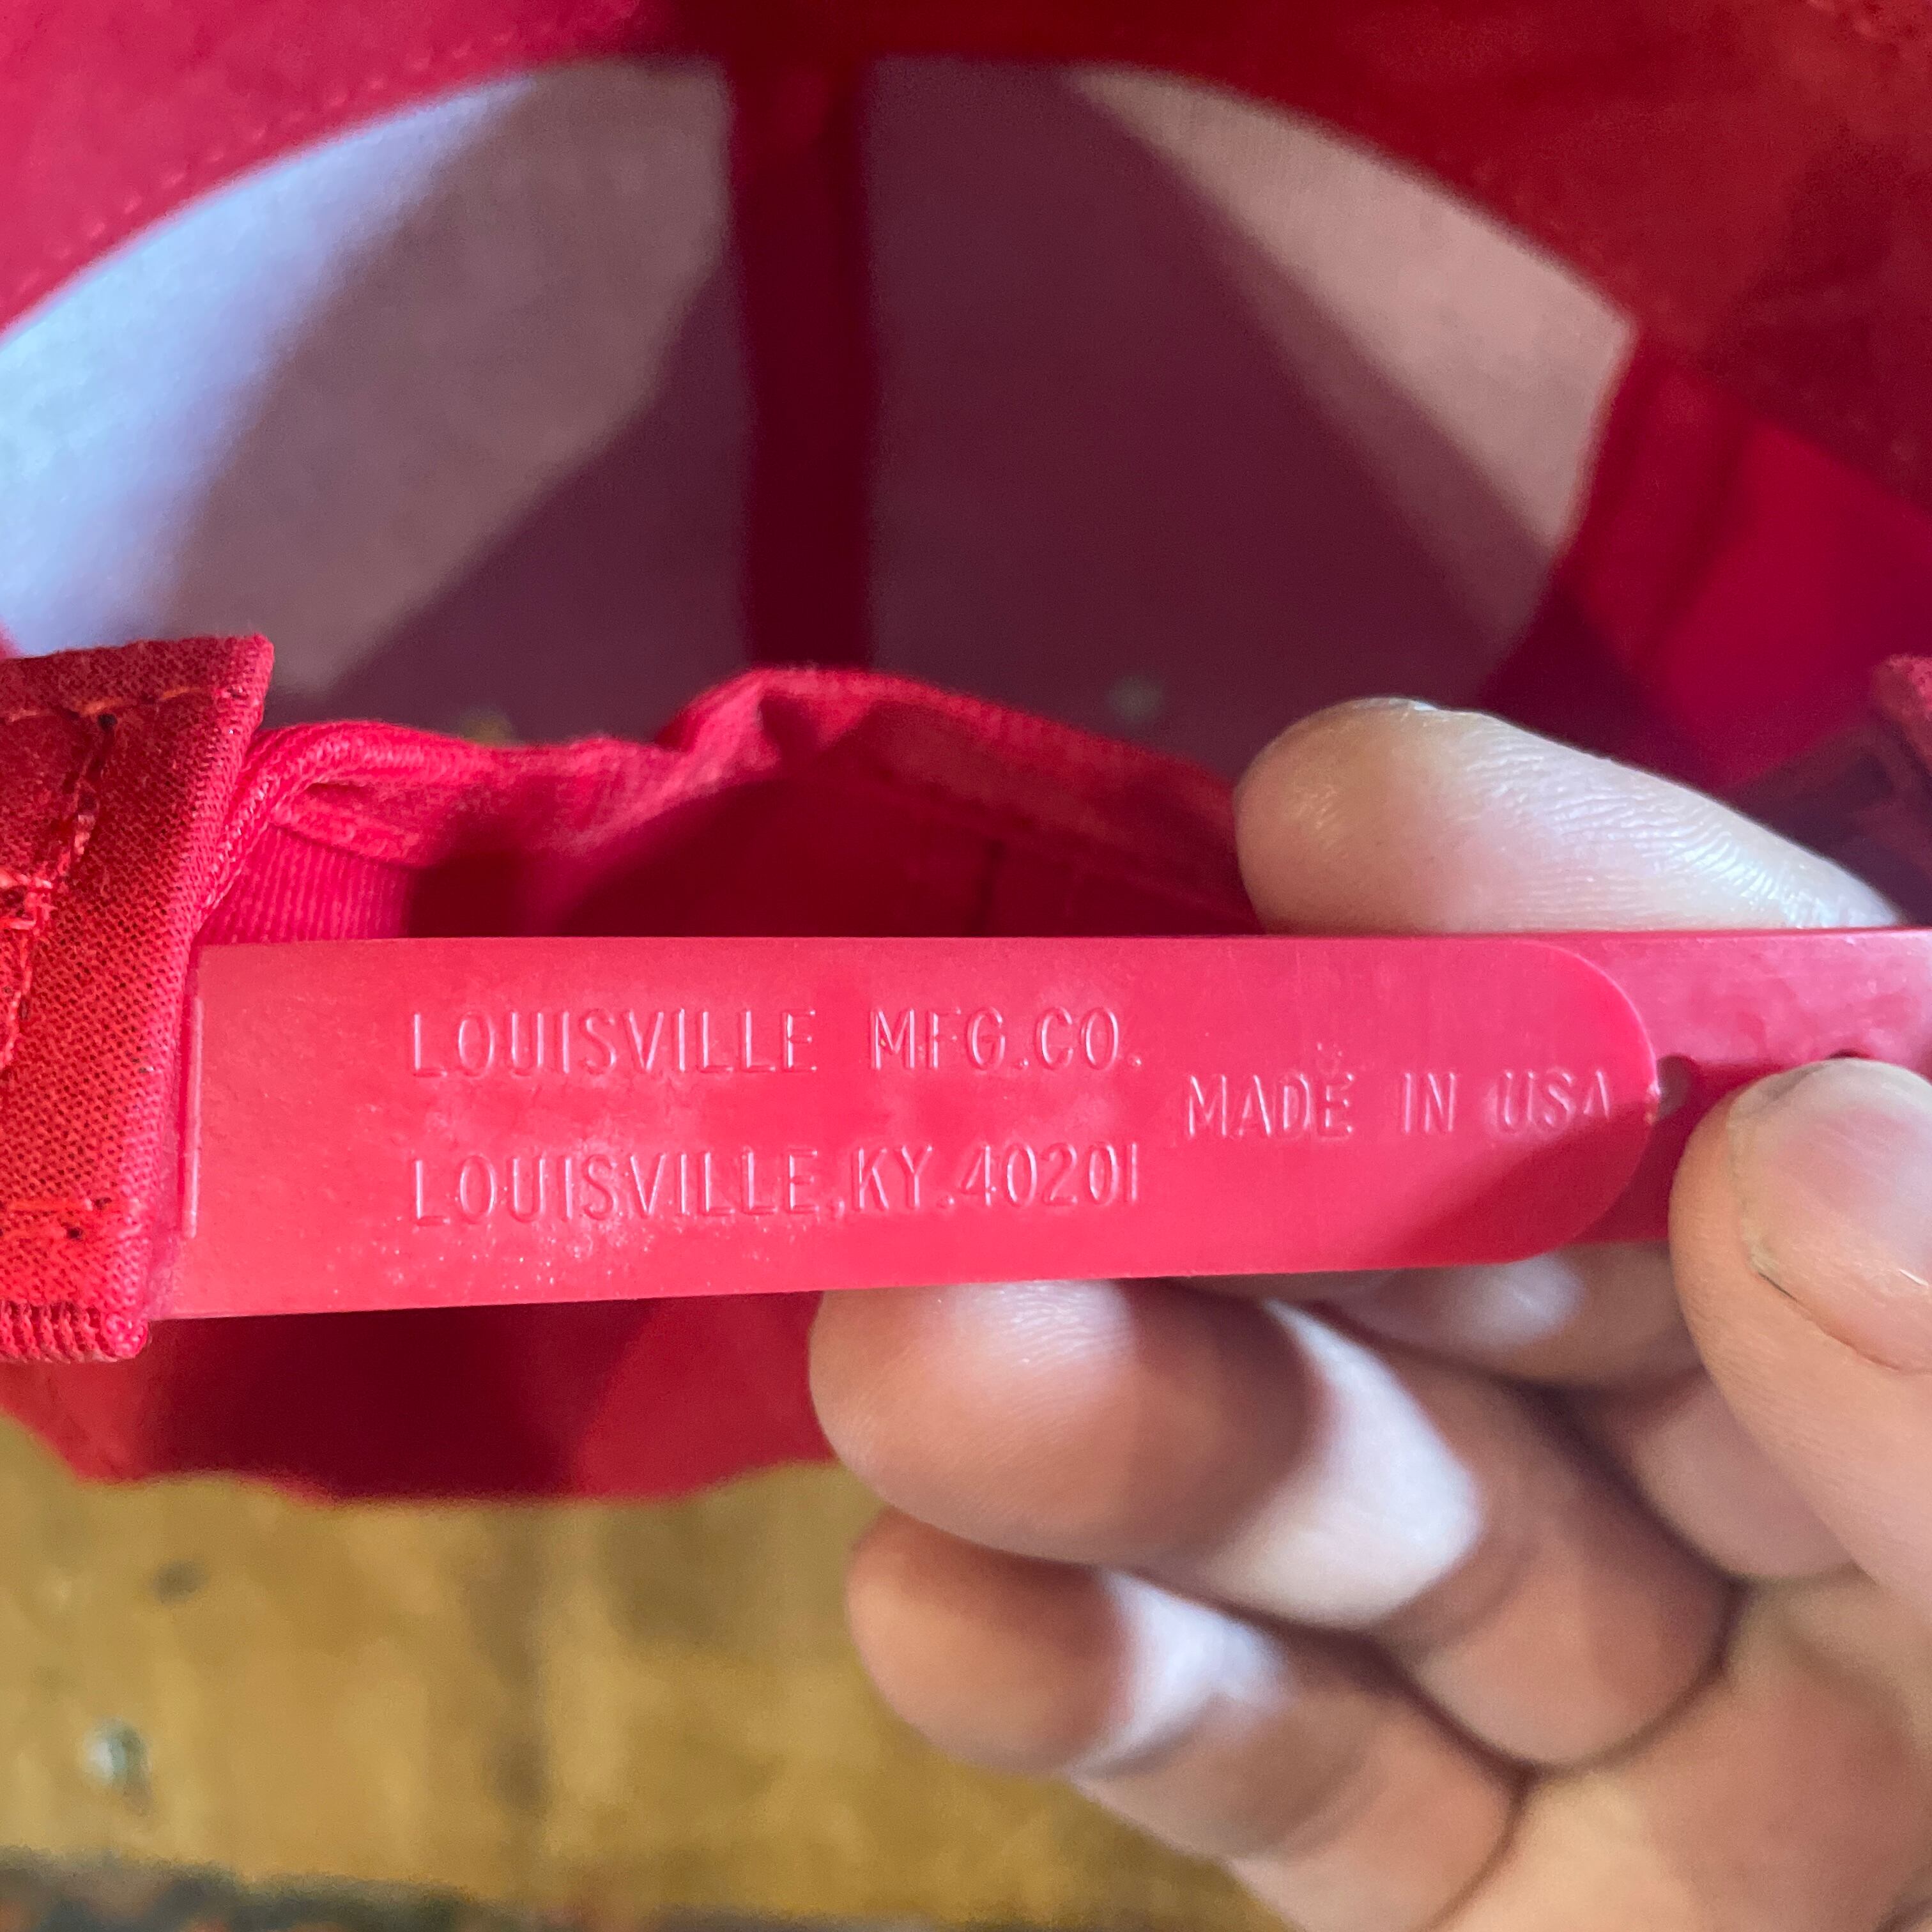 LOUISVILLE MFG.CO.
MADE IN USA
LOUISVILLE,KY.40201